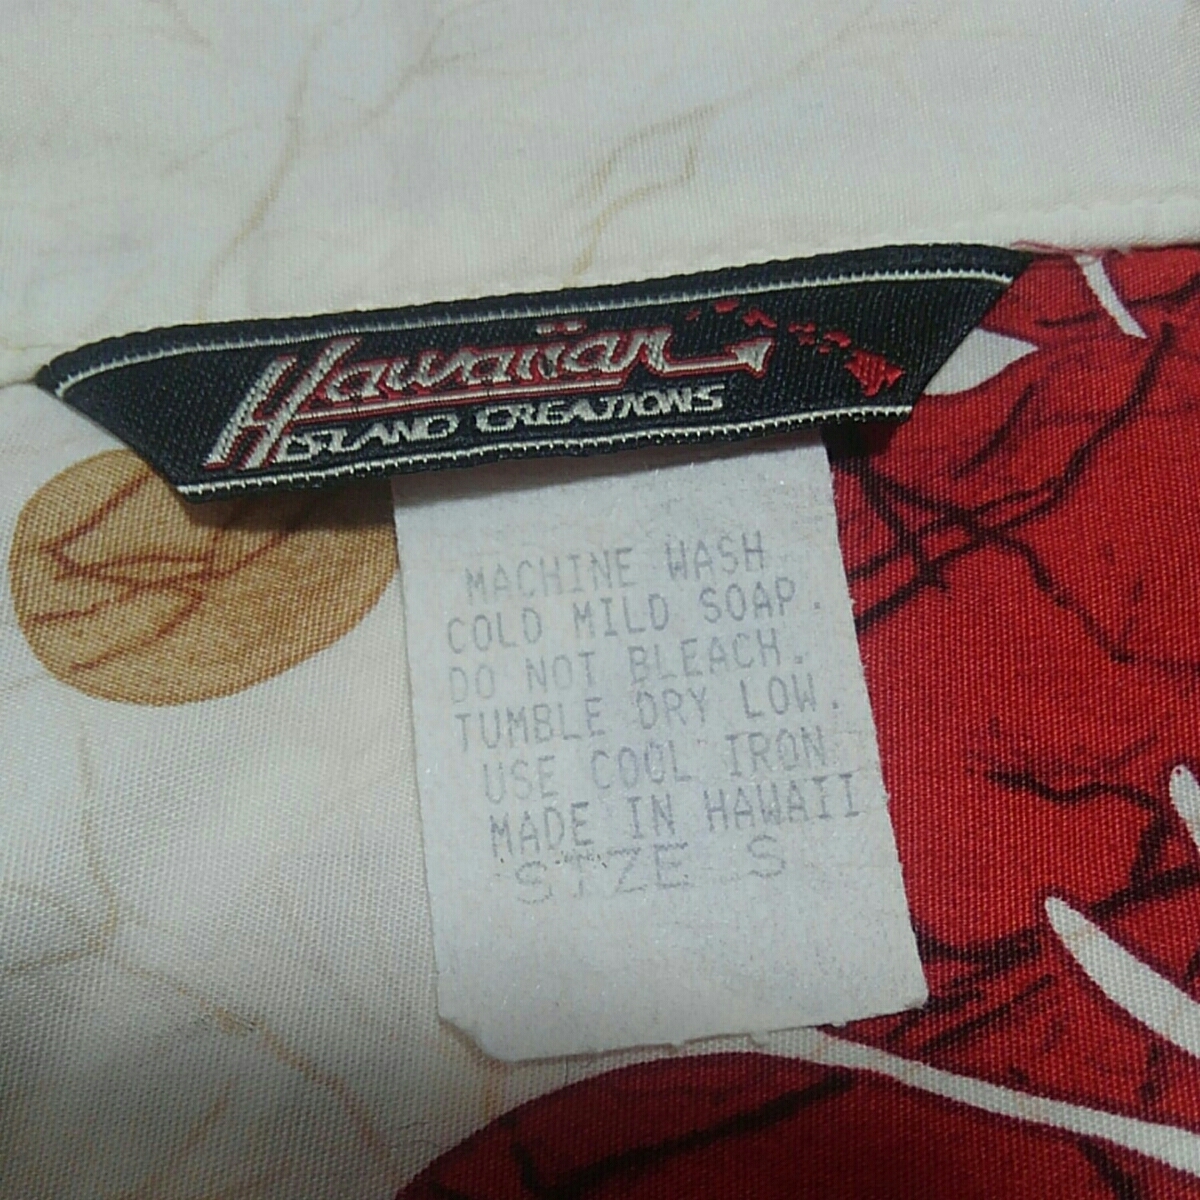 Hawaiian
ISLAND CREATIONS
MACHINE WASH
COLD MILD SOAP.
DO NOT BLEACH.
TUMBLE DRY LOW.
USE COOL IRON
MADE IN HAWAII
SIZE S